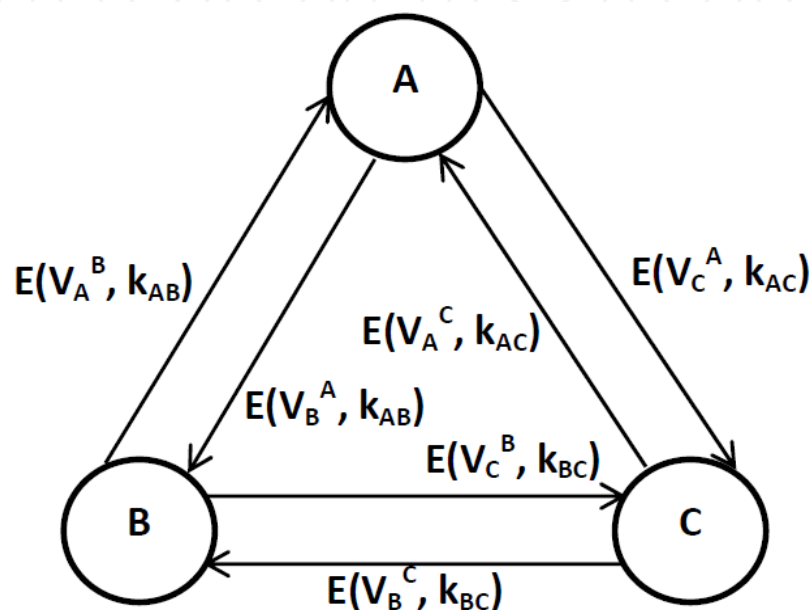 A
E(V_A^B, k_AB)
E(V_C^A, k_AC)
E(V_A^C, k_AC)
E(V_B^A, k_AB)
E(V_C^B, k_BC)
B
C
E(V_B^C, k_BC)